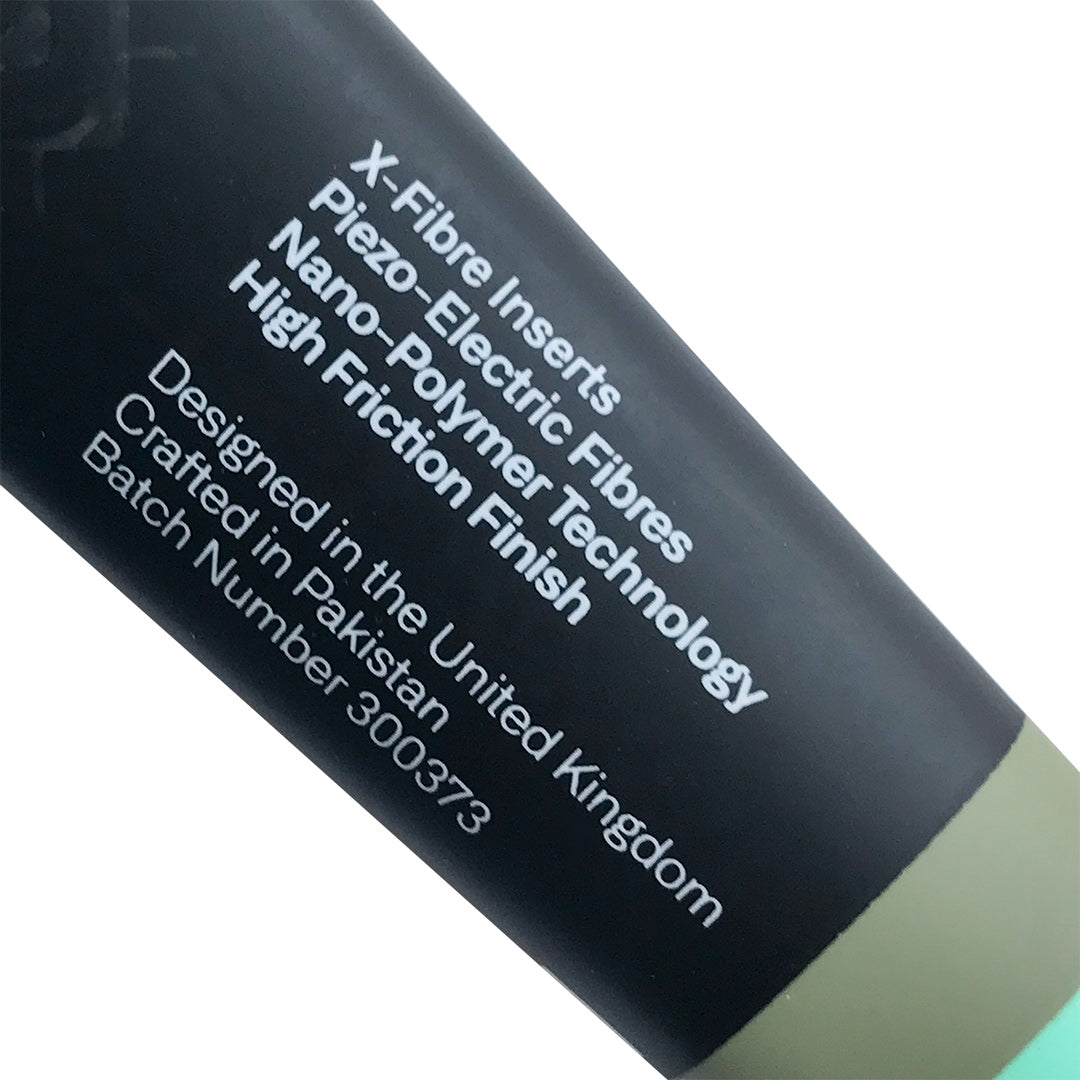 X-Fibre Inserts
Piezo-Electric Fibres
Nano-Polymer Technology
High Friction Finish
Designed in the United Kingdom
Crafted in Pakistan
Batch Number 300373